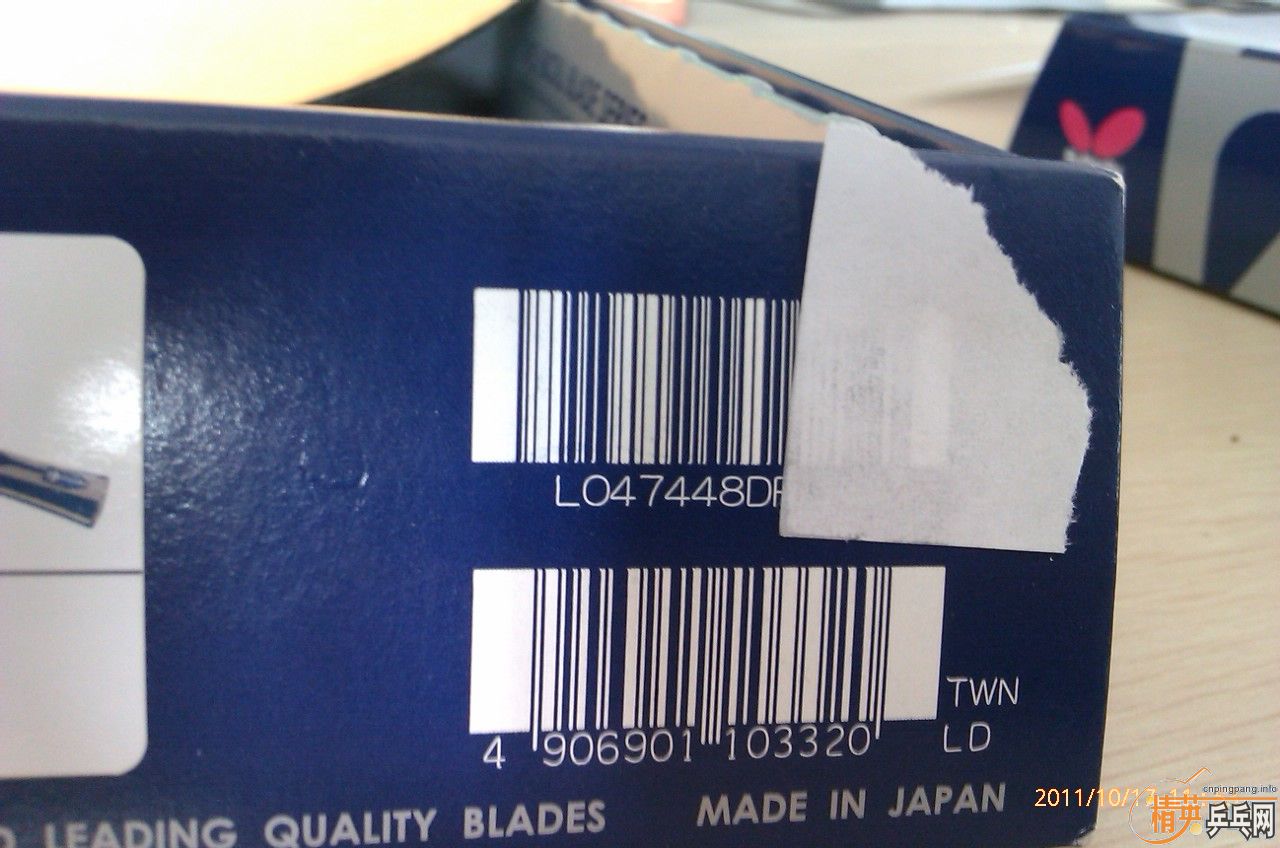 L047448D
4 906901 103320
TWN
LD
LEADING QUALITY BLADES
MADE IN JAPAN
2011/10/17
cnpingpang.info
精英乒乓网